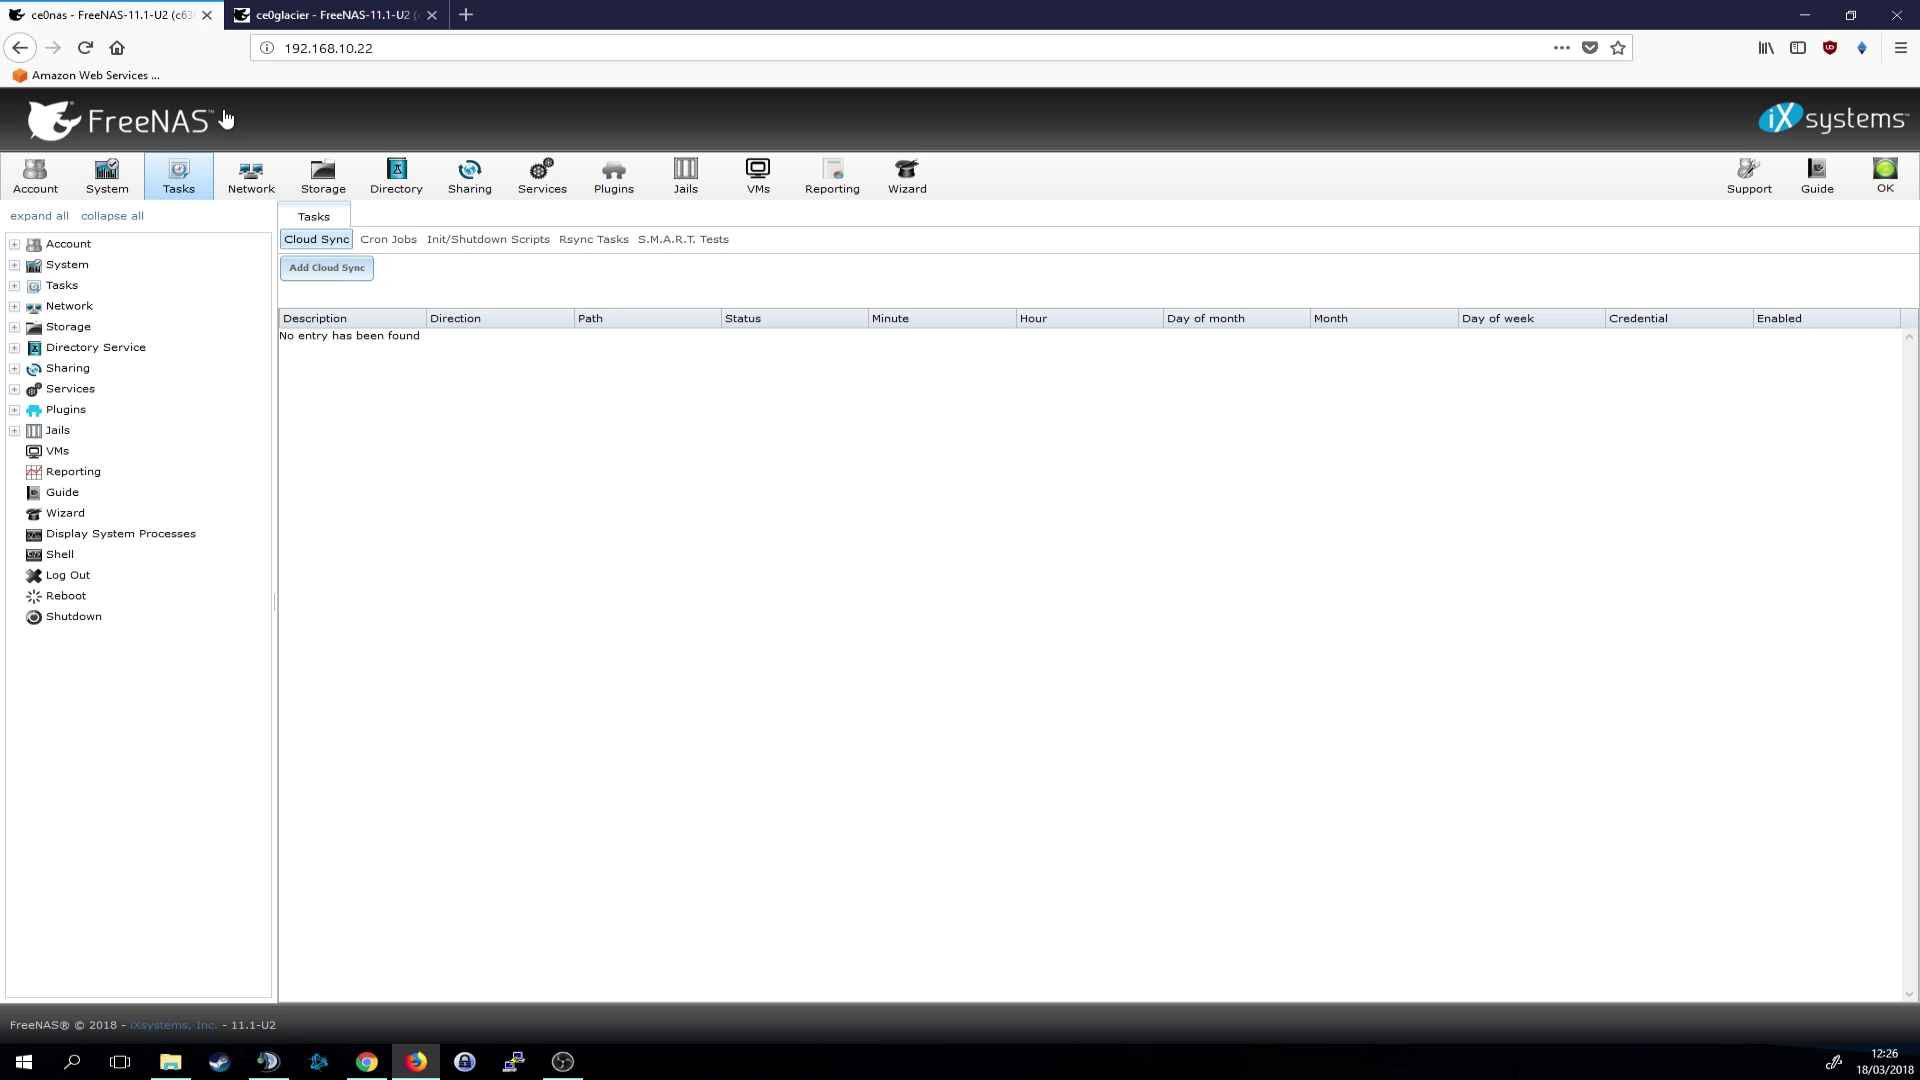 ce0nas - FreeNAS-11.1-U2 (c63
ce0glacier - FreeNAS-11.1-U2 (
192.168.10.22
Amazon Web Services ...
FreeNAS™
iXsystems™
Account System Tasks Network Storage Directory Sharing Services Plugins Jails VMs Reporting Wizard Support Guide OK
expand all collapse all
Tasks
Cloud Sync Cron Jobs Init/Shutdown Scripts Rsync Tasks S.M.A.R.T. Tests
Add Cloud Sync
Description Direction Path Status Minute Hour Day of month Month Day of week Credential Enabled
No entry has been found
Account
System
Tasks
Network
Storage
Directory Service
Sharing
Services
Plugins
Jails
VMs
Reporting
Guide
Wizard
Display System Processes
Shell
Log Out
Reboot
Shutdown
FreeNAS® © 2018 - iXsystems, Inc. - 11.1-U2
12:26
18/03/2018